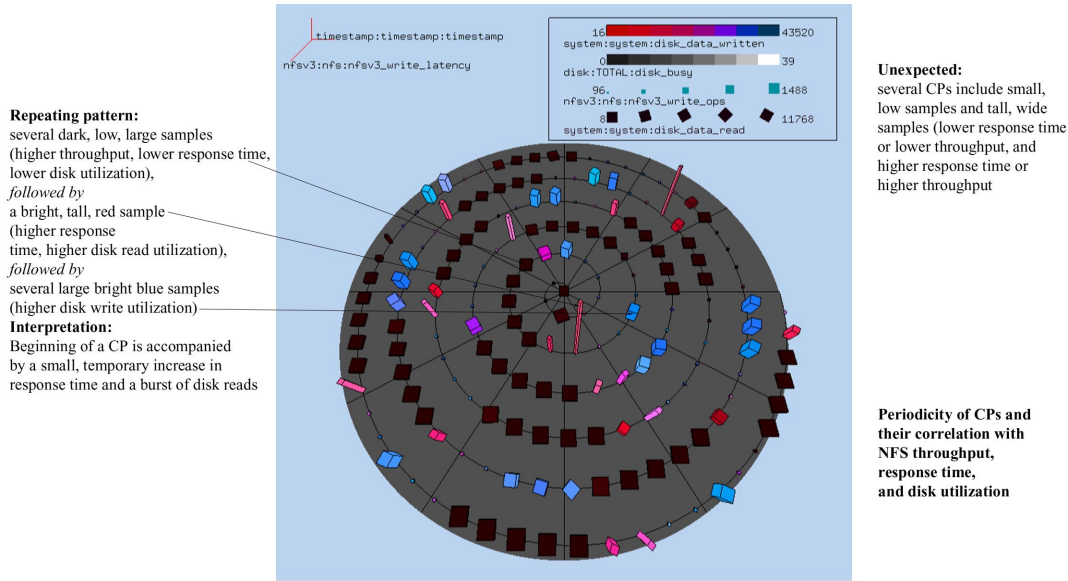 timestamp:timestamp:timestamp
nfsv3:nfs:nfsv3_write_latency
16 43520
system:system:disk_data_written
0 39
disk:TOTAL:disk_busy
96 1488
nfsv3:nfs:nfsv3_write_ops
8 11768
system:system:disk_data_read
Repeating pattern:
several dark, low, large samples
(higher throughput, lower response time,
lower disk utilization),
followed by
a bright, tall, red sample
(higher response
time, higher disk read utilization),
followed by
several large bright blue samples
(higher disk write utilization)
Interpretation:
Beginning of a CP is accompanied
by a small, temporary increase in
response time and a burst of disk reads
Unexpected:
several CPs include small,
low samples and tall, wide
samples (lower response time
or lower throughput, and
higher response time or
higher throughput
Periodicity of CPs and
their correlation with
NFS throughput,
response time,
and disk utilization